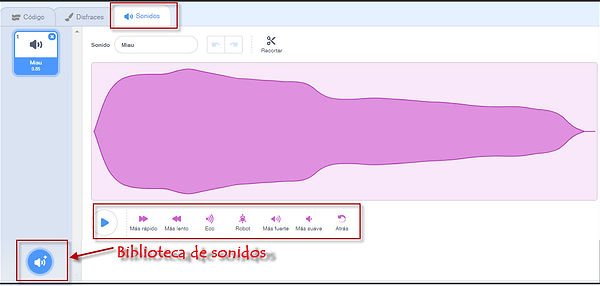 Código Disfraces Sonidos
1
Sonido Miau
Recortar
Miau
0.85
Más rápido Más lento Eco Robot Más fuerte Más suave Atrás
Biblioteca de sonidos